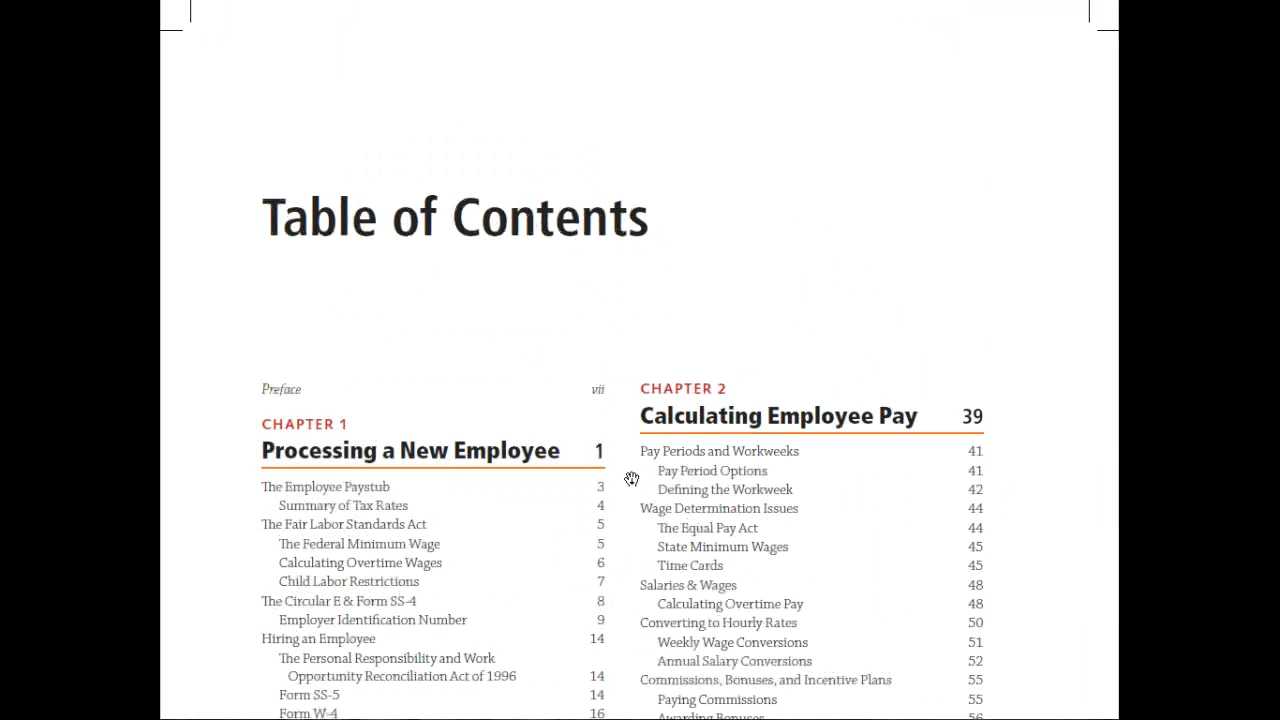 Table of Contents
Preface vii
CHAPTER 1
Processing a New Employee 1
The Employee Paystub 3
Summary of Tax Rates 4
The Fair Labor Standards Act 5
The Federal Minimum Wage 5
Calculating Overtime Wages 6
Child Labor Restrictions 7
The Circular E & Form SS-4 8
Employer Identification Number 9
Hiring an Employee 14
The Personal Responsibility and Work
Opportunity Reconciliation Act of 1996 14
Form SS-5 14
Form W-4 16
CHAPTER 2
Calculating Employee Pay 39
Pay Periods and Workweeks 41
Pay Period Options 41
Defining the Workweek 42
Wage Determination Issues 44
The Equal Pay Act 44
State Minimum Wages 45
Time Cards 45
Salaries & Wages 48
Calculating Overtime Pay 48
Converting to Hourly Rates 50
Weekly Wage Conversions 51
Annual Salary Conversions 52
Commissions, Bonuses, and Incentive Plans 55
Paying Commissions 55
Awarding Bonuses 56